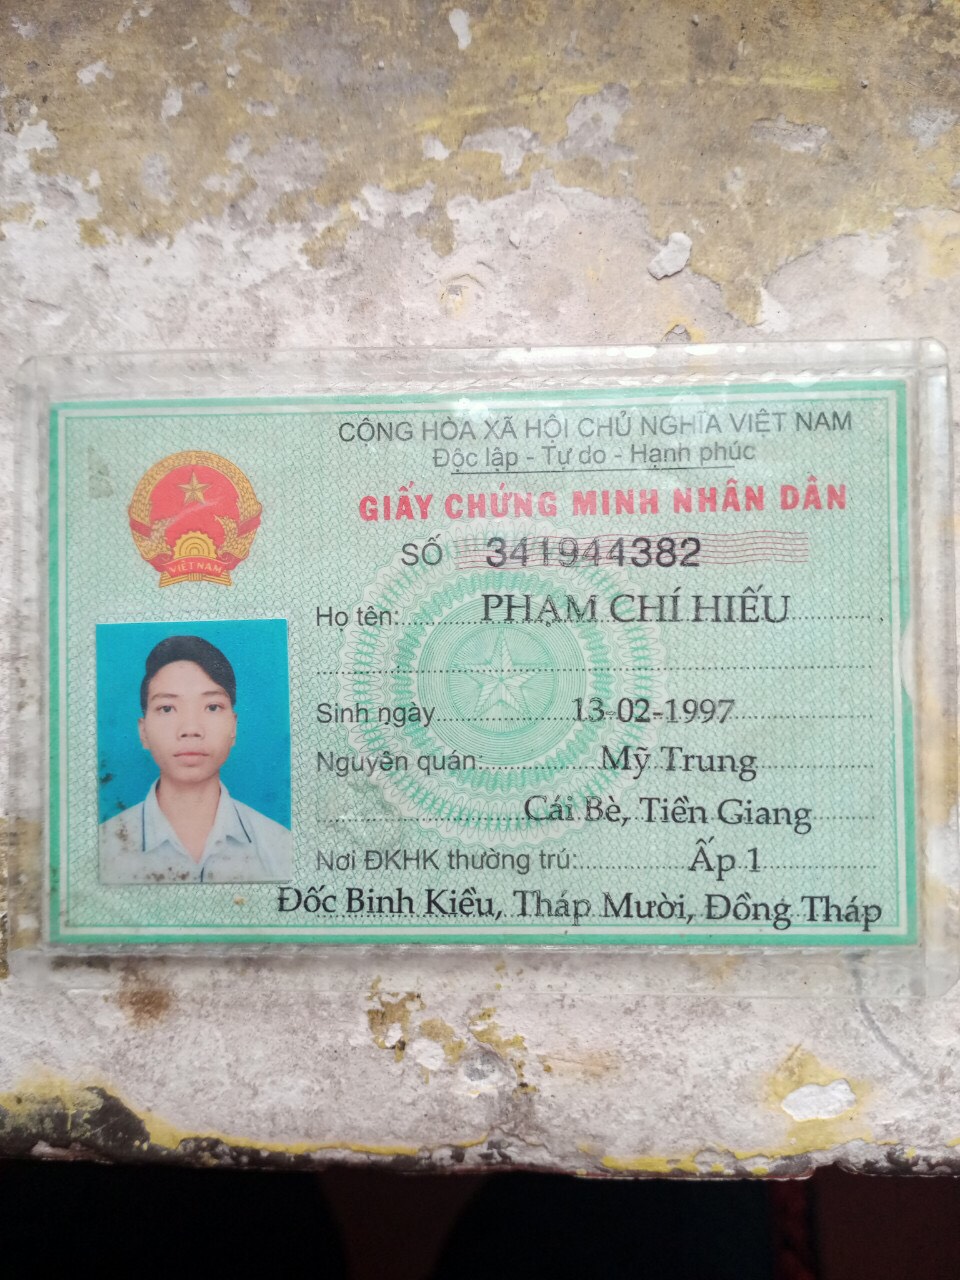 CỘNG HÒA XÃ HỘI CHỦ NGHĨA VIỆT NAM
Độc lập - Tự do - Hạnh phúc
GIẤY CHỨNG MINH NHÂN DÂN
SỐ 341944382
VIỆT NAM
Họ tên: PHẠM CHÍ HIẾU
Sinh ngày 13-02-1997
Nguyên quán: Mỹ Trung
Cái Bè, Tiền Giang
Nơi ĐKHK thường trú: Ấp 1
Đốc Binh Kiều, Tháp Mười, Đồng Tháp